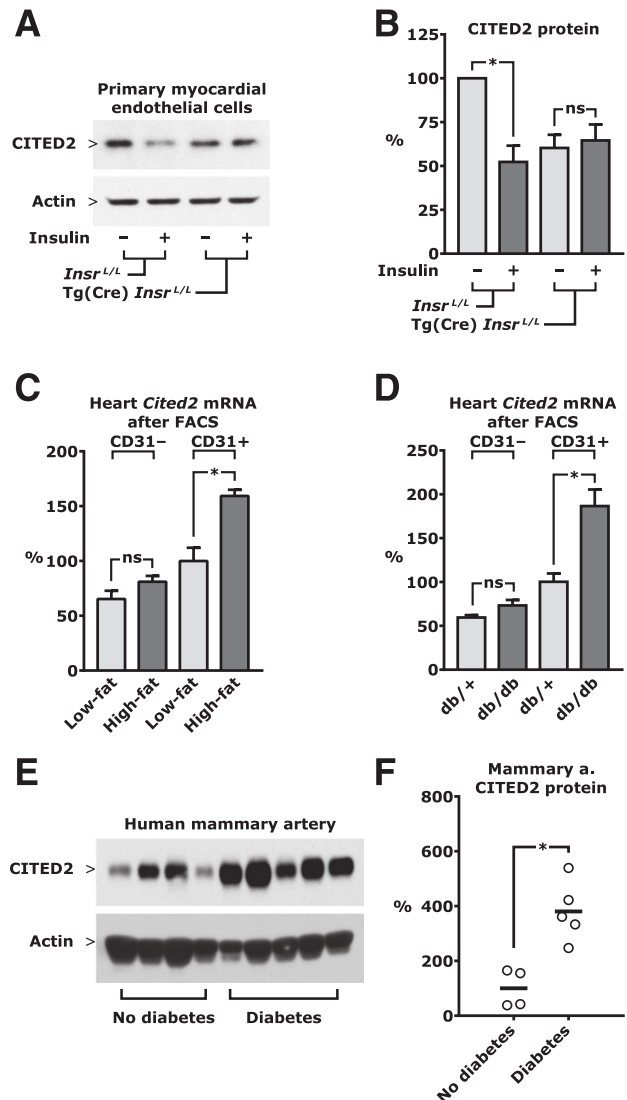 A
Primary myocardial
endothelial cells
CITED2 >
Actin >
Insulin − + − +
Insr L/L
Tg(Cre) Insr L/L
B
CITED2 protein
125
100
75
50
25
0
%
* ns
Insulin − + − +
Insr L/L
Tg(Cre) Insr L/L
C
Heart Cited2 mRNA
after FACS
CD31− CD31+
200
150
100
50
0
%
ns *
Low-fat High-fat Low-fat High-fat
D
Heart Cited2 mRNA
after FACS
CD31− CD31+
250
200
150
100
50
0
%
ns *
db/+ db/db db/+ db/db
E
Human mammary artery
CITED2 >
Actin >
No diabetes Diabetes
F
Mammary a.
CITED2 protein
800
600
400
200
0
%
*
No diabetes Diabetes